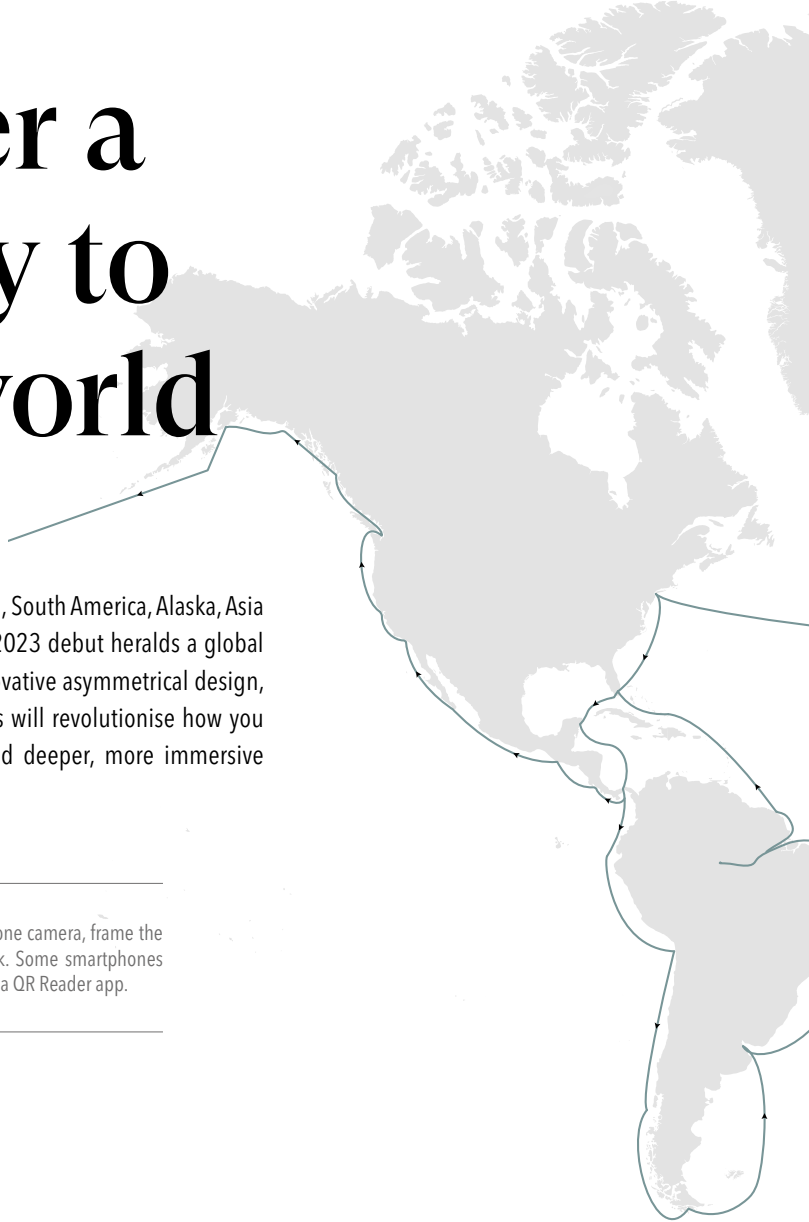 er a
y to
world
, South America, Alaska, Asia
2023 debut heralds a global
vative asymmetrical design,
s will revolutionise how you
d deeper, more immersive
one camera, frame the
k. Some smartphones
a QR Reader app.